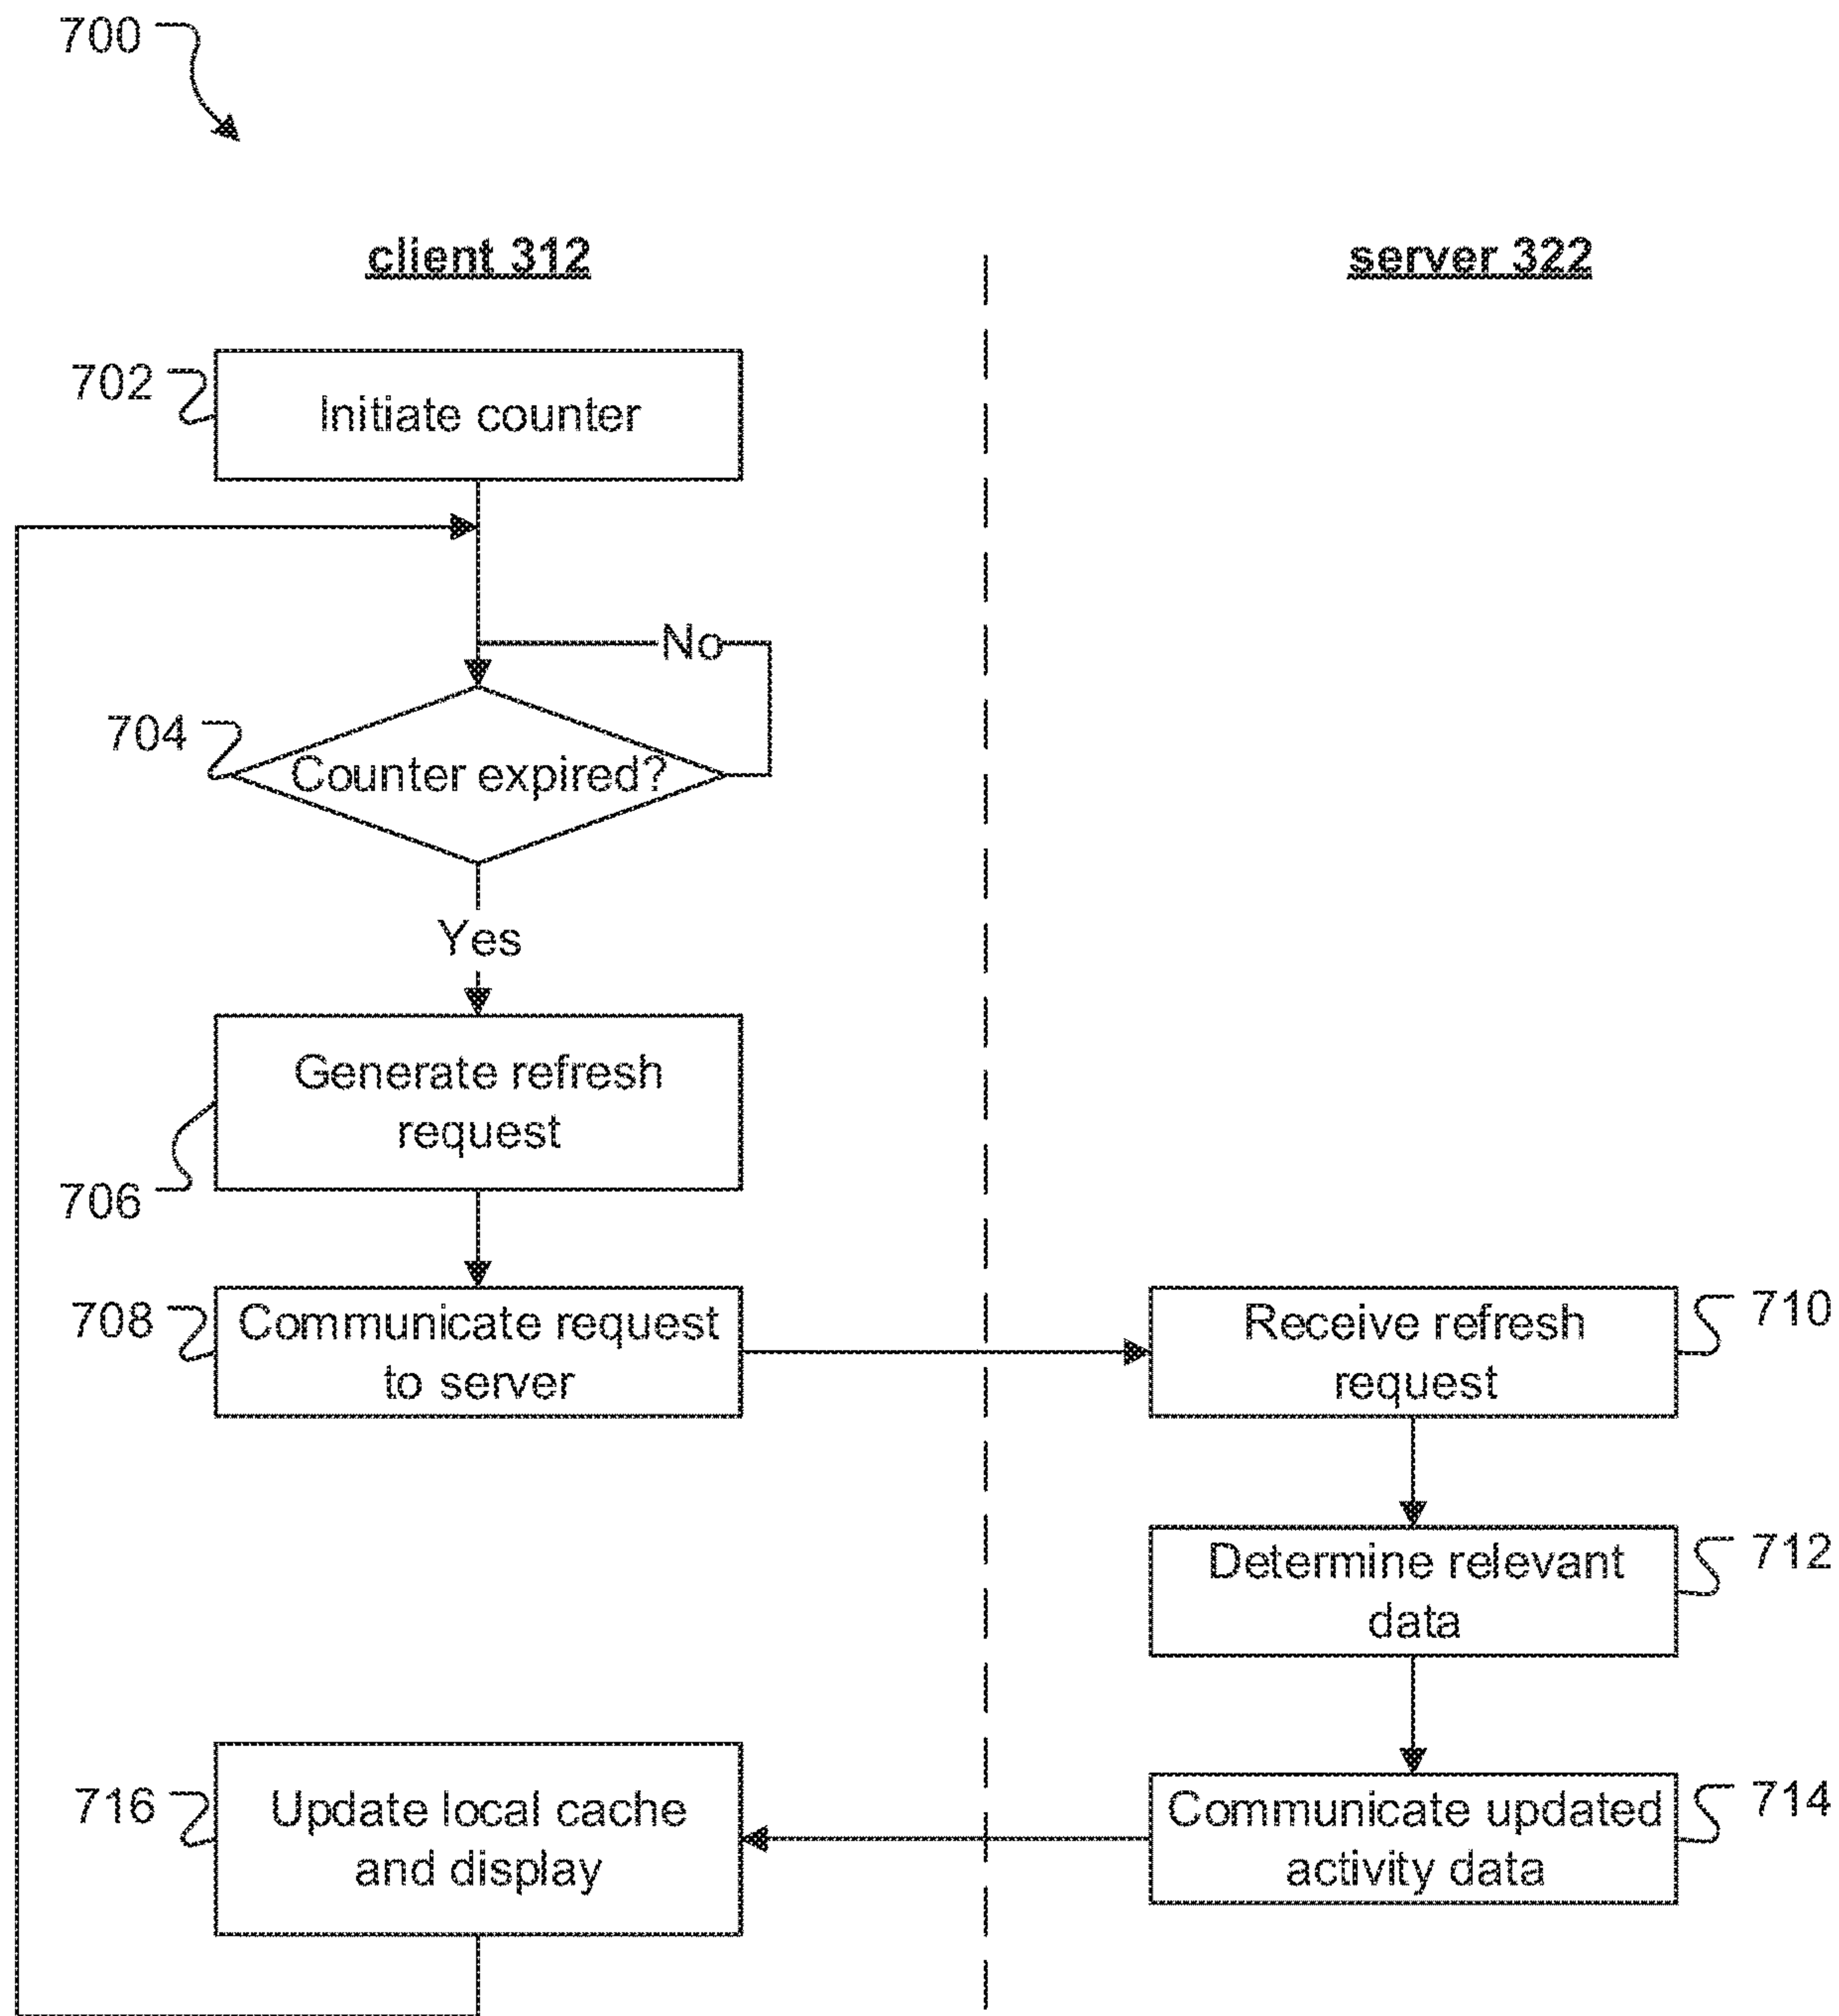 700
client 312
server 322
702
Initiate counter
No
704
Counter expired?
Yes
Generate refresh
request
706
708
Communicate request
to server
Receive refresh
request
710
Determine relevant
data
712
Communicate updated
activity data
714
716
Update local cache
and display